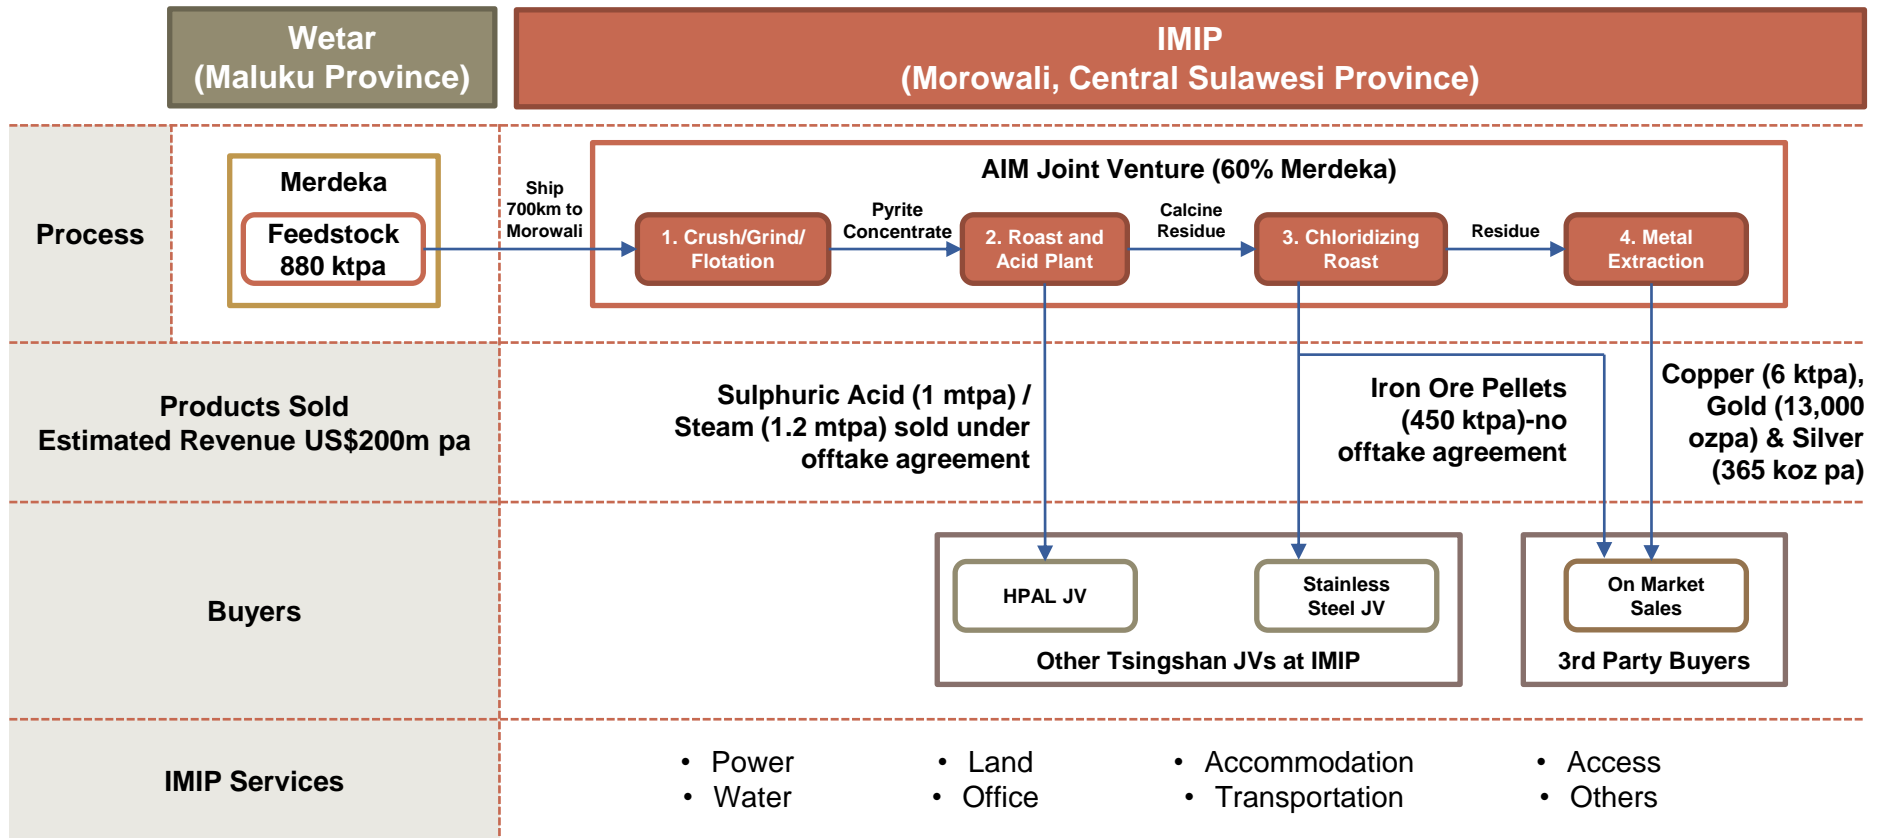 Wetar
(Maluku Province)
IMIP
(Morowali, Central Sulawesi Province)
Process
Merdeka
Feedstock
880 ktpa
Ship
700km to
Morowali
AIM Joint Venture (60% Merdeka)
1. Crush/Grind/
Flotation
Pyrite
Concentrate
2. Roast and
Acid Plant
Calcine
Residue
3. Chloridizing
Roast
Residue
4. Metal
Extraction
Products Sold
Estimated Revenue US$200m pa
Sulphuric Acid (1 mtpa) /
Steam (1.2 mtpa) sold under
offtake agreement
Iron Ore Pellets
(450 ktpa)-no
offtake agreement
Copper (6 ktpa),
Gold (13,000
ozpa) & Silver
(365 koz pa)
Buyers
HPAL JV
Stainless
Steel JV
Other Tsingshan JVs at IMIP
On Market
Sales
3rd Party Buyers
IMIP Services
• Power
• Water
• Land
• Office
• Accommodation
• Transportation
• Access
• Others